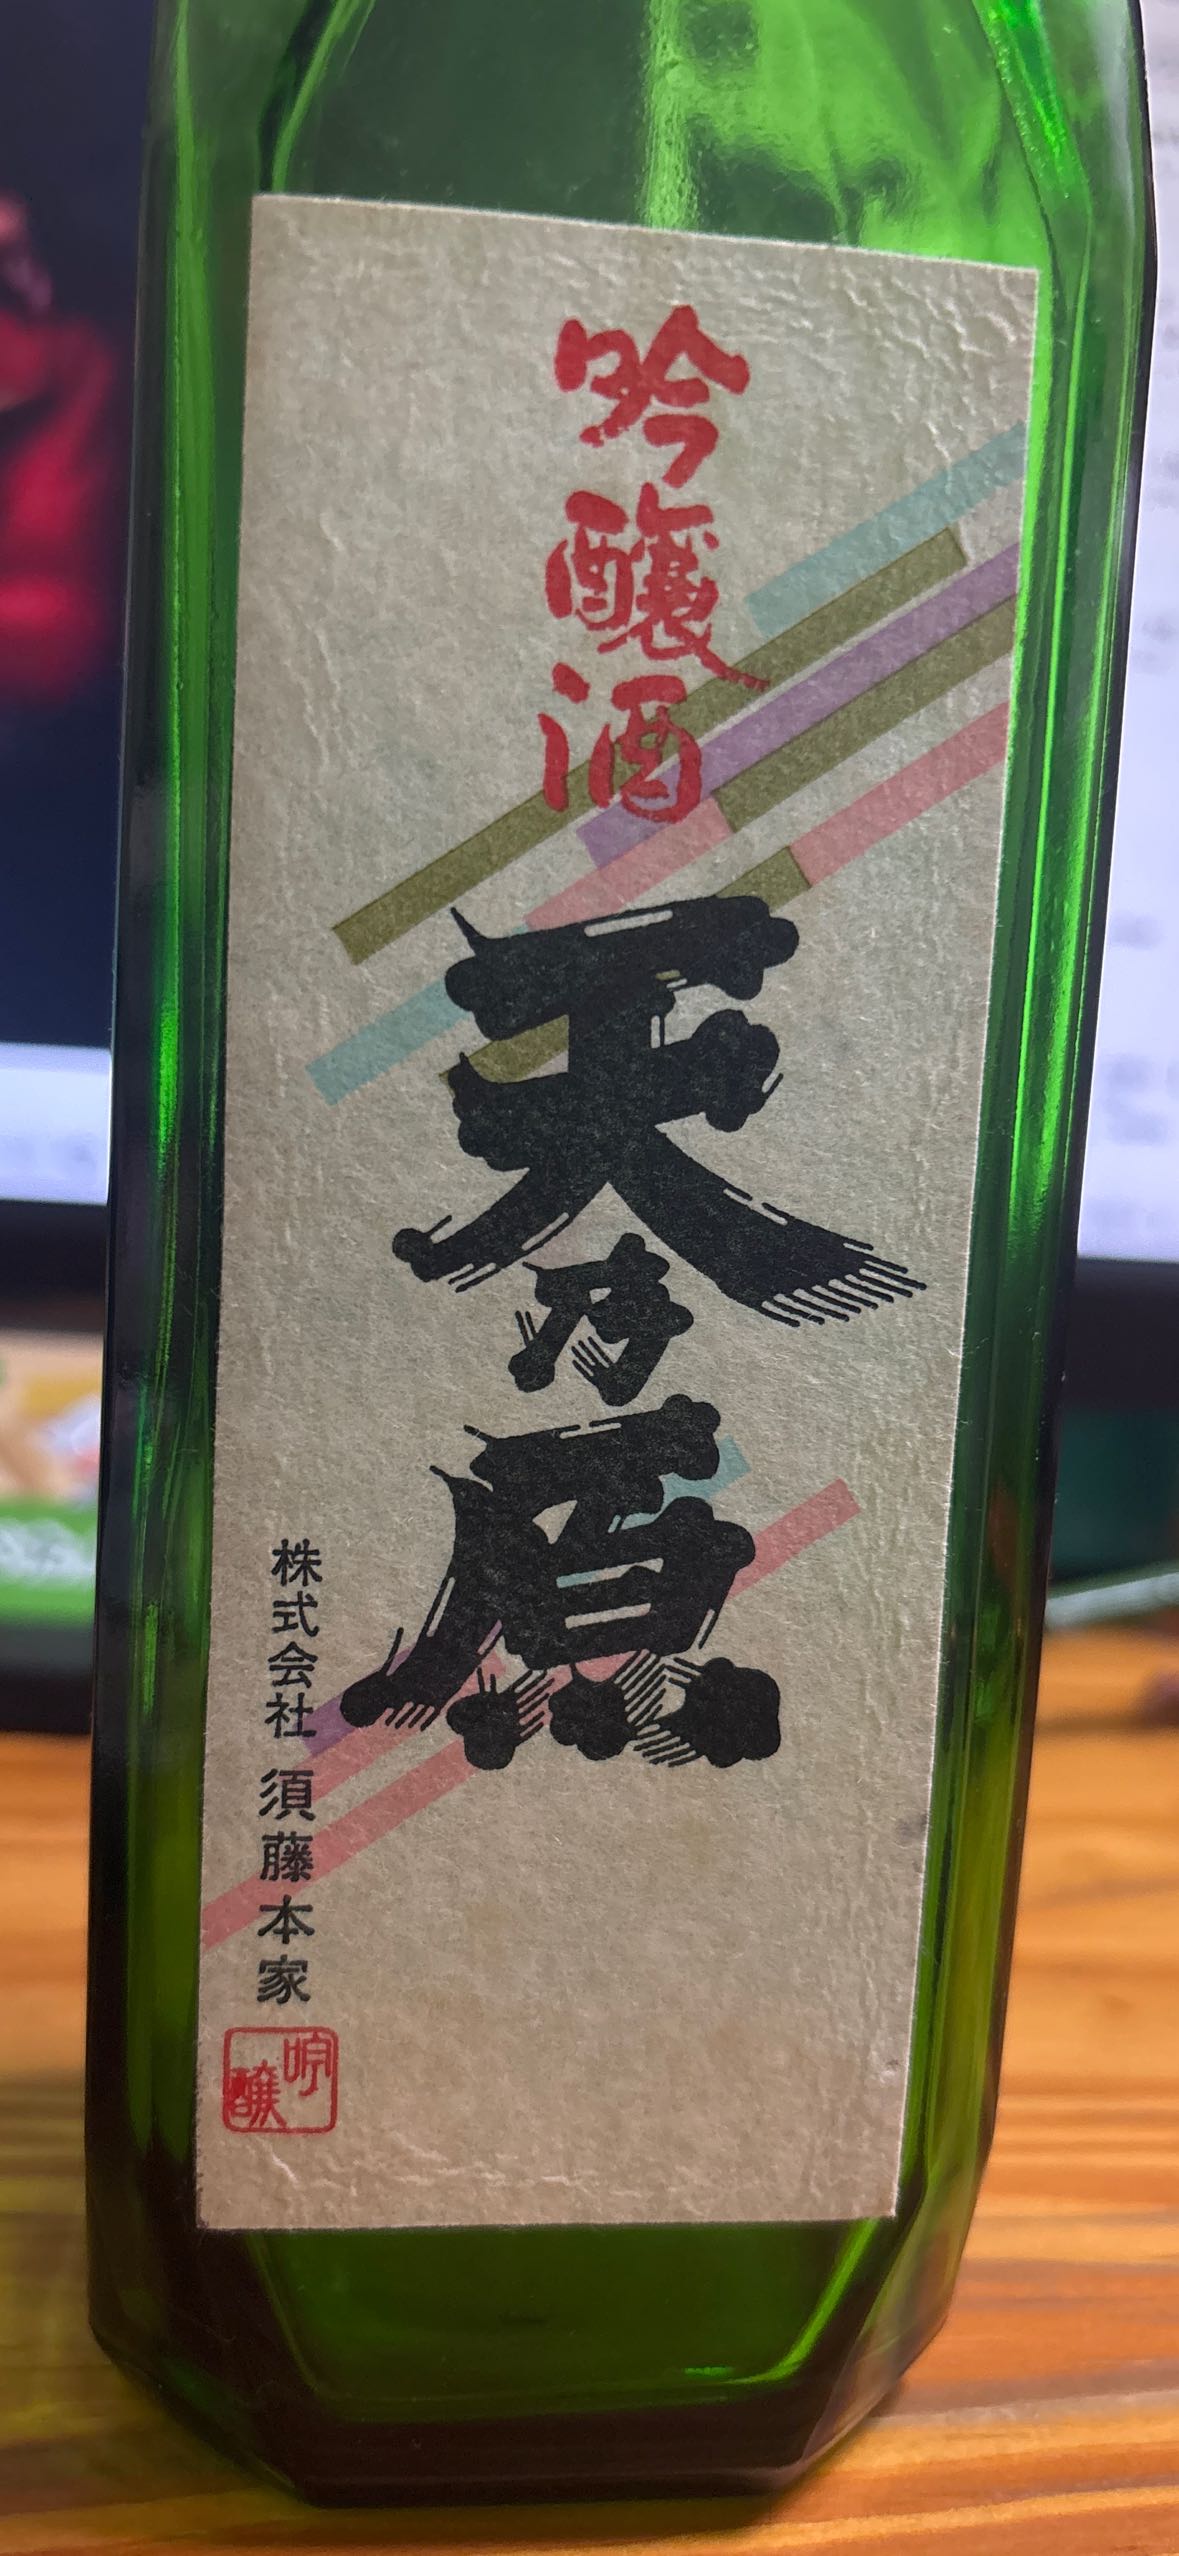 吟醸酒
天乃原
株式会社 須藤本家
吟醸